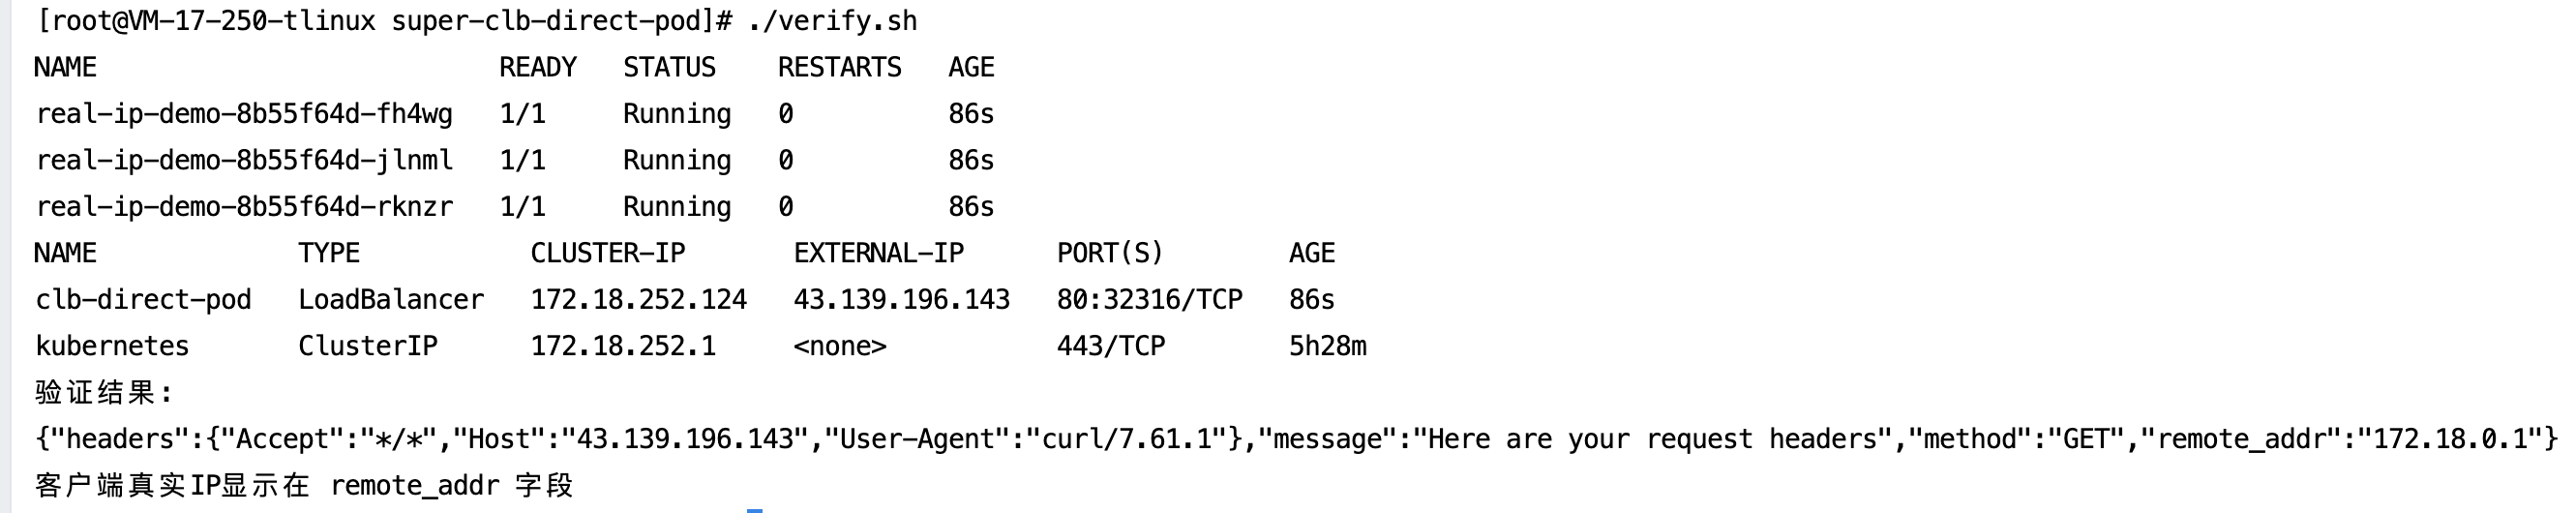 [root@VM-17-250-tlinux super-clb-direct-pod]# ./verify.sh
NAME                          READY   STATUS    RESTARTS   AGE
real-ip-demo-8b55f64d-fh4wg   1/1     Running   0          86s
real-ip-demo-8b55f64d-jlnml   1/1     Running   0          86s
real-ip-demo-8b55f64d-rknzr   1/1     Running   0          86s
NAME             TYPE           CLUSTER-IP       EXTERNAL-IP      PORT(S)        AGE
clb-direct-pod   LoadBalancer   172.18.252.124   43.139.196.143   80:32316/TCP   86s
kubernetes       ClusterIP      172.18.252.1     <none>           443/TCP        5h28m
验证结果:
{"headers":{"Accept":"*/*","Host":"43.139.196.143","User-Agent":"curl/7.61.1"},"message":"Here are your request headers","method":"GET","remote_addr":"172.18.0.1"}
客户端真实IP显示在 remote_addr 字段